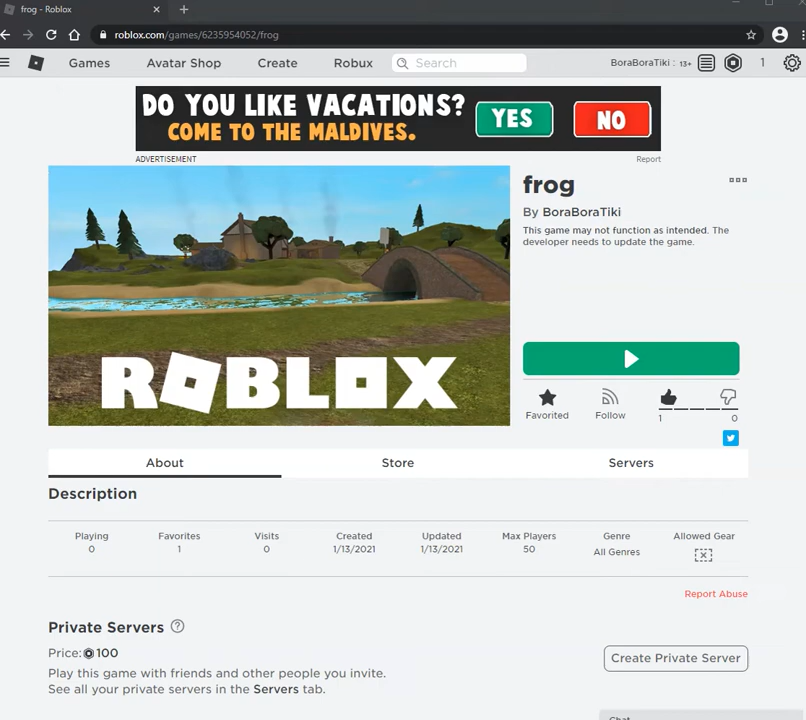 frog - Roblox
roblox.com/games/6235954052/frog
Games Avatar Shop Create Robux Search BoraBoraTiki : 13+ 1
DO YOU LIKE VACATIONS?
COME TO THE MALDIVES.
YES NO
ADVERTISEMENT Report
ROBLOX
frog
By BoraBoraTiki
This game may not function as intended. The
developer needs to update the game.
Favorited Follow 1 0
About Store Servers
Description
Playing Favorites Visits Created Updated Max Players Genre Allowed Gear
0 1 0 1/13/2021 1/13/2021 50 All Genres
Report Abuse
Private Servers
Price: 100
Create Private Server
Play this game with friends and other people you invite.
See all your private servers in the Servers tab.
Chat